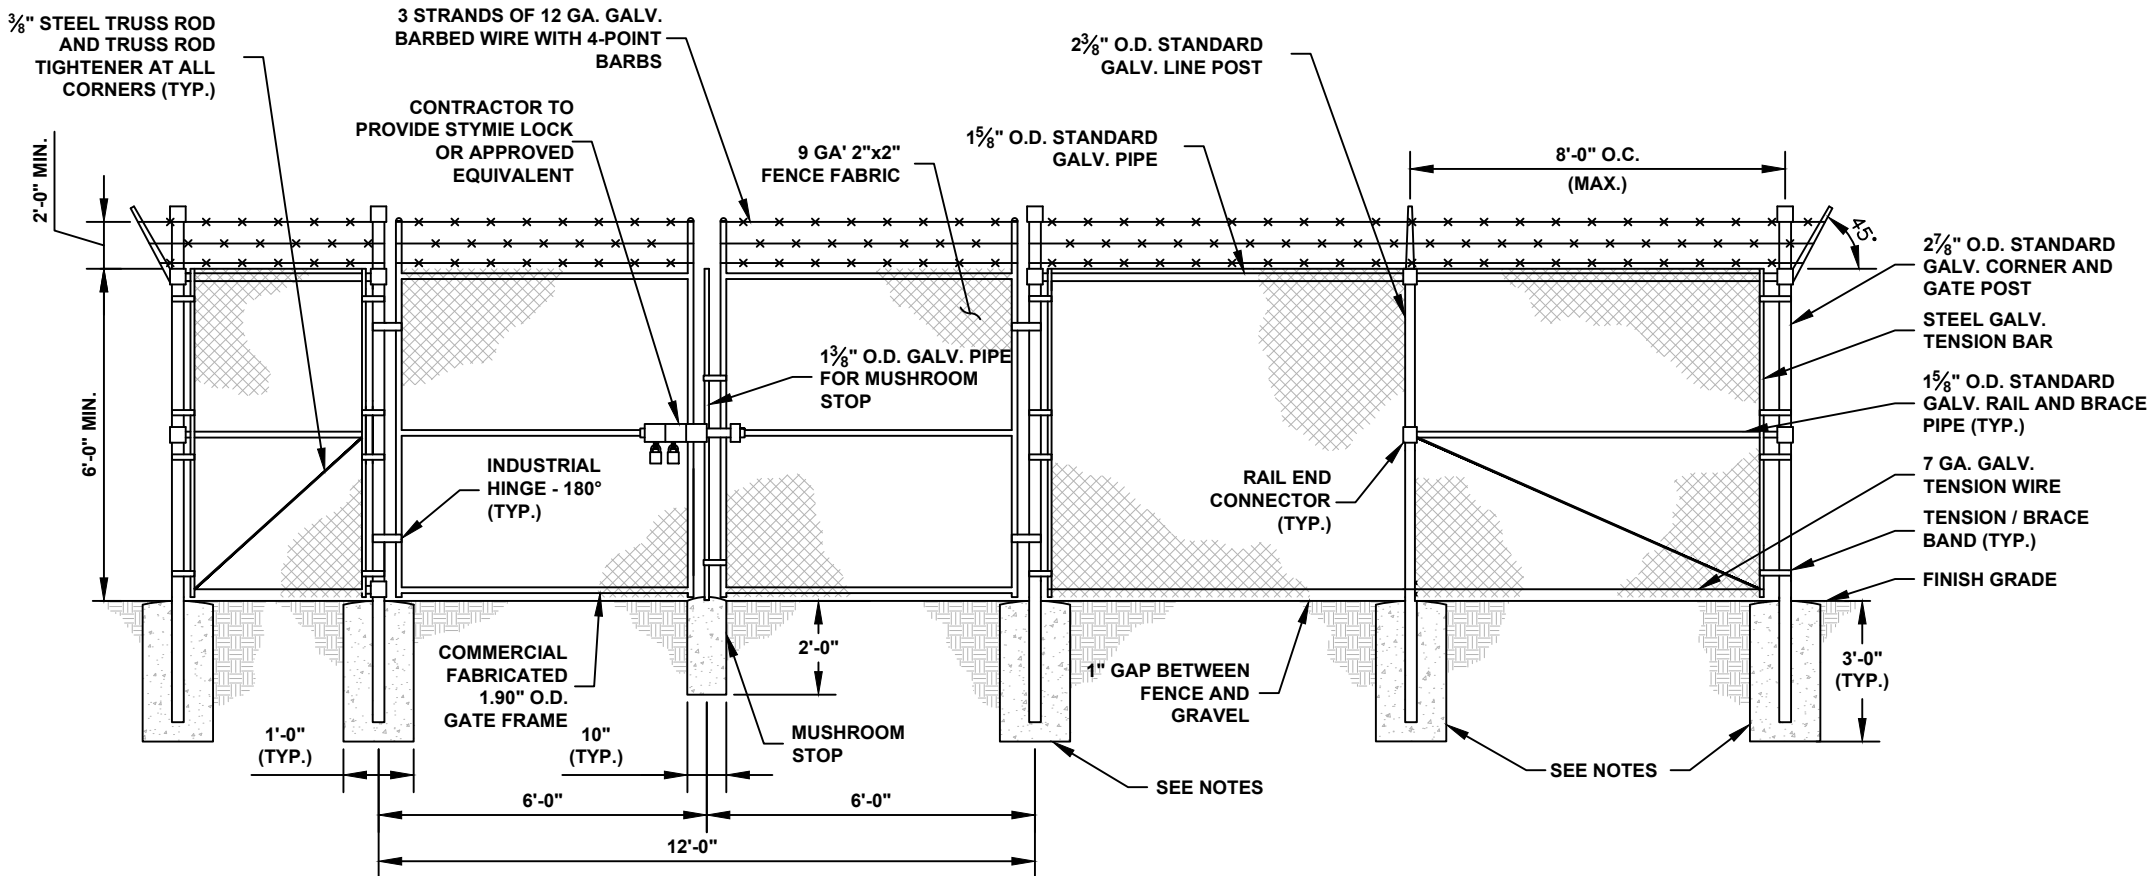 ⅜" STEEL TRUSS ROD
AND TRUSS ROD
TIGHTENER AT ALL
CORNERS (TYP.)
3 STRANDS OF 12 GA. GALV.
BARBED WIRE WITH 4-POINT
BARBS
CONTRACTOR TO
PROVIDE STYMIE LOCK
OR APPROVED
EQUIVALENT
9 GA' 2"x2"
FENCE FABRIC
2⅜" O.D. STANDARD
GALV. LINE POST
1⅝" O.D. STANDARD
GALV. PIPE
8'-0" O.C.
(MAX.)
2'-0" MIN.
45°
2⅞" O.D. STANDARD
GALV. CORNER AND
GATE POST
STEEL GALV.
TENSION BAR
1⅝" O.D. STANDARD
GALV. RAIL AND BRACE
PIPE (TYP.)
7 GA. GALV.
TENSION WIRE
TENSION / BRACE
BAND (TYP.)
FINISH GRADE
6'-0" MIN.
1⅜" O.D. GALV. PIPE
FOR MUSHROOM
STOP
INDUSTRIAL
HINGE - 180°
(TYP.)
RAIL END
CONNECTOR
(TYP.)
COMMERCIAL
FABRICATED
1.90" O.D.
GATE FRAME
2'-0"
1" GAP BETWEEN
FENCE AND
GRAVEL
3'-0"
(TYP.)
1'-0"
(TYP.)
10"
(TYP.)
MUSHROOM
STOP
SEE NOTES
SEE NOTES
6'-0"
6'-0"
12'-0"